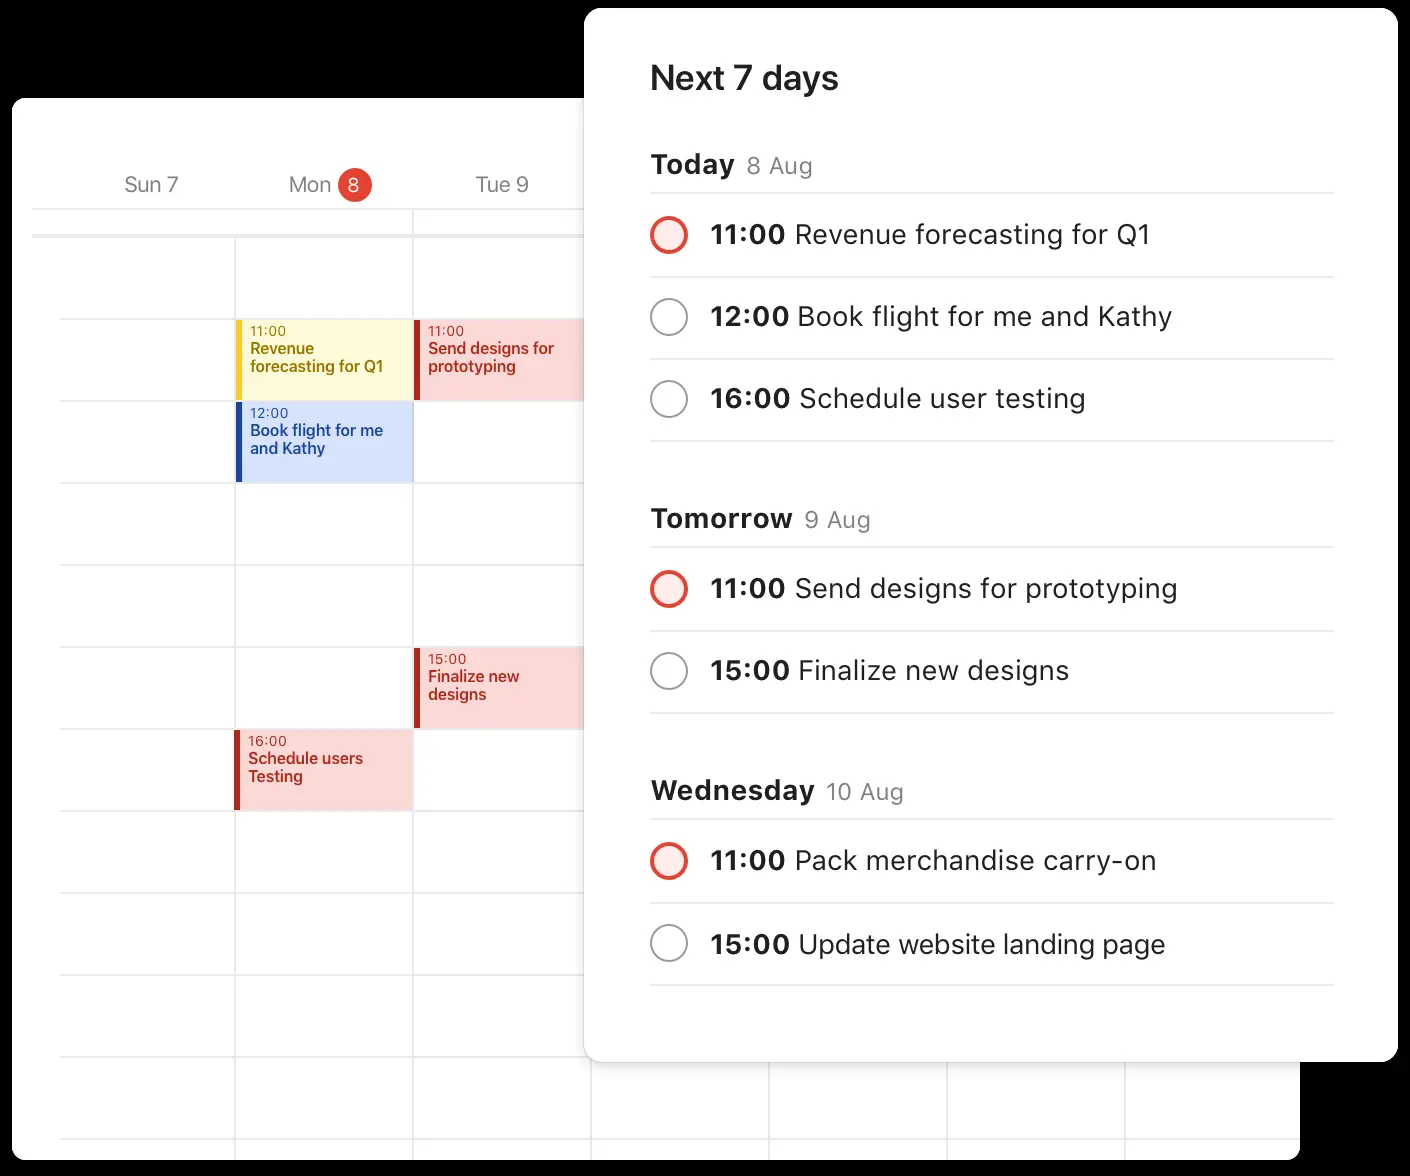 Sun 7
Mon 8
Tue 9
11:00
Revenue
forecasting for Q1
12:00
Book flight for me
and Kathy
16:00
Schedule users
Testing
11:00
Send designs for
prototyping
15:00
Finalize new
designs
Next 7 days
Today 8 Aug
11:00 Revenue forecasting for Q1
12:00 Book flight for me and Kathy
16:00 Schedule user testing
Tomorrow 9 Aug
11:00 Send designs for prototyping
15:00 Finalize new designs
Wednesday 10 Aug
11:00 Pack merchandise carry-on
15:00 Update website landing page